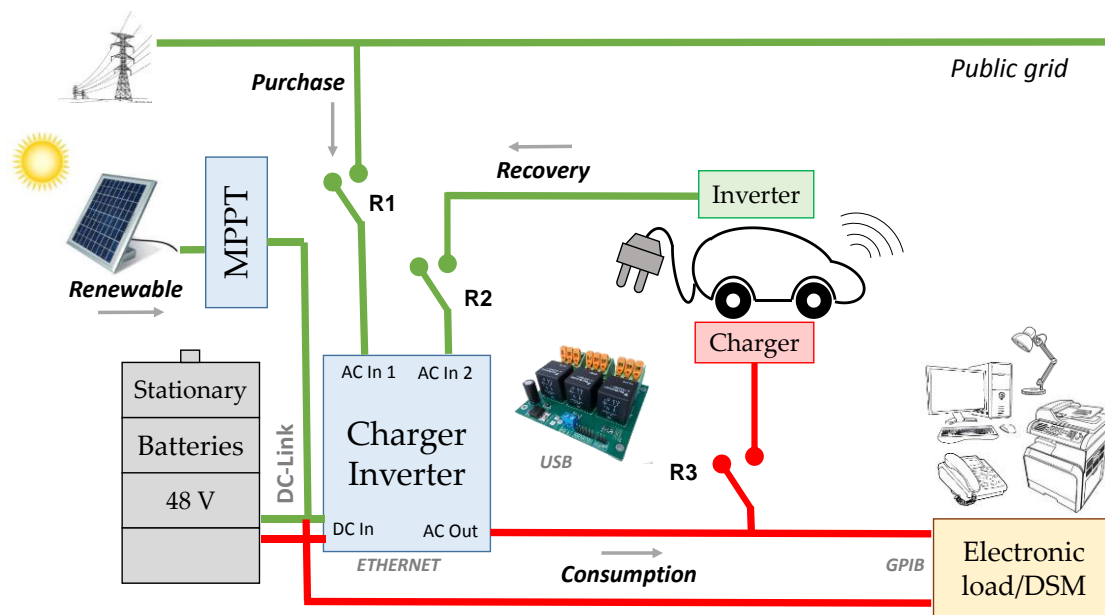 Public grid
Purchase
Recovery
R1
Inverter
MPPT
Renewable
R2
Charger
AC In 1
AC In 2
Stationary
Batteries
48 V
DC-Link
Charger
Inverter
USB
R3
DC In
AC Out
ETHERNET
Consumption
GPIB
Electronic
load/DSM